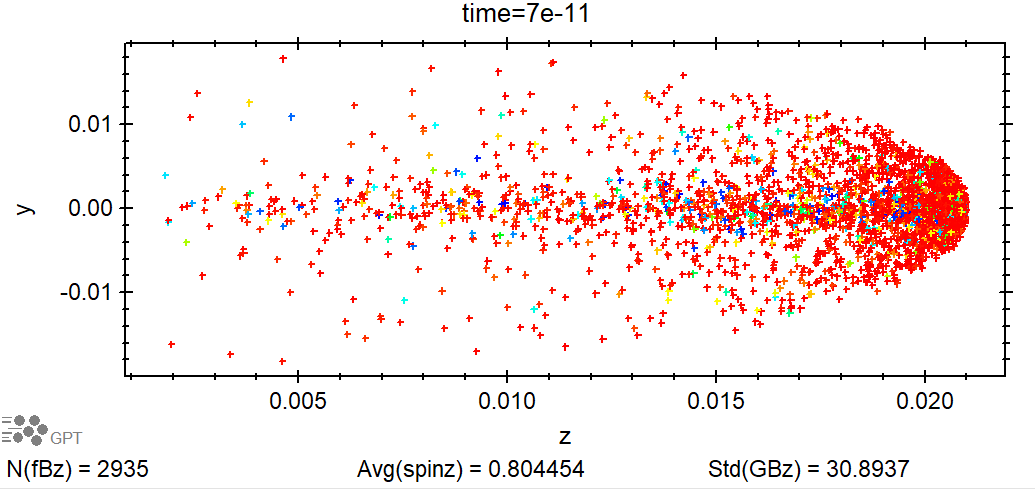 time=7e-11
y
0.01
0.00
-0.01
0.005 0.010 0.015 0.020
z
GPT
N(fBz) = 2935 Avg(spinz) = 0.804454 Std(GBz) = 30.8937